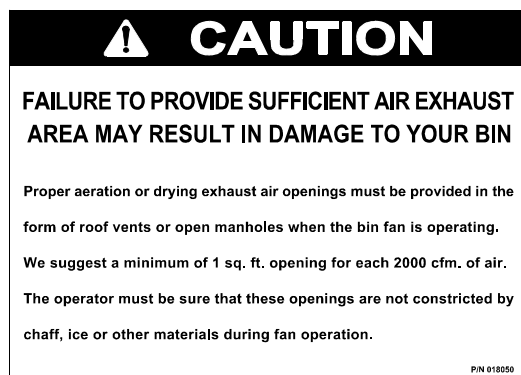 CAUTION
FAILURE TO PROVIDE SUFFICIENT AIR EXHAUST
AREA MAY RESULT IN DAMAGE TO YOUR BIN
Proper aeration or drying exhaust air openings must be provided in the
form of roof vents or open manholes when the bin fan is operating.
We suggest a minimum of 1 sq. ft. opening for each 2000 cfm. of air.
The operator must be sure that these openings are not constricted by
chaff, ice or other materials during fan operation.
P/N 018050